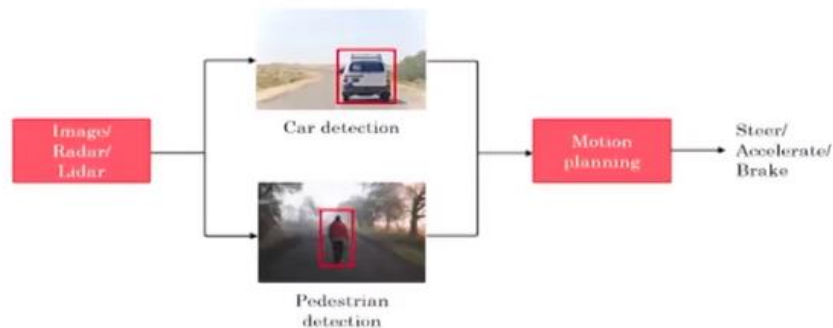 Image/
Radar/
Lidar
Car detection
Pedestrian
detection
Motion
planning
Steer/
Accelerate/
Brake